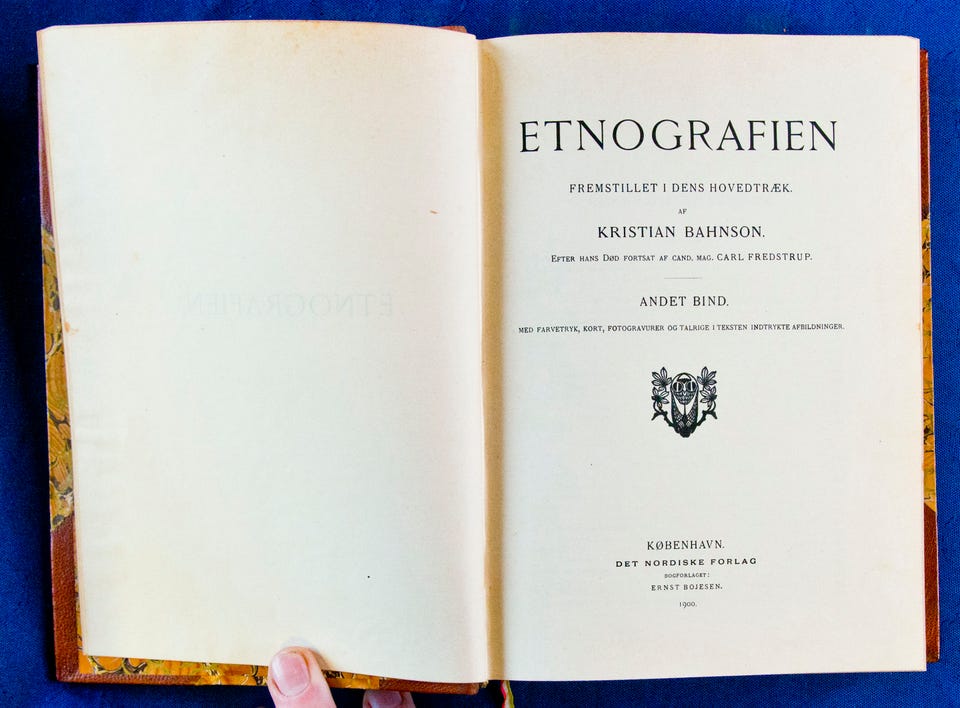 ETNOGRAFIEN
FREMSTILLET I DENS HOVEDTRÆK.
AF
KRISTIAN BAHNSON.
EFTER HANS DØD FORTSAT AF CAND. MAG. CARL FREDSTRUP.
ANDET BIND.
MED FARVETRYK, KORT, FOTOGRAVURER OG TALRIGE I TEKSTEN INDTRYKTE AFBILDNINGER.
KØBENHAVN.
DET NORDISKE FORLAG
BOGFORLAGET:
ERNST BOJESEN.
1900.